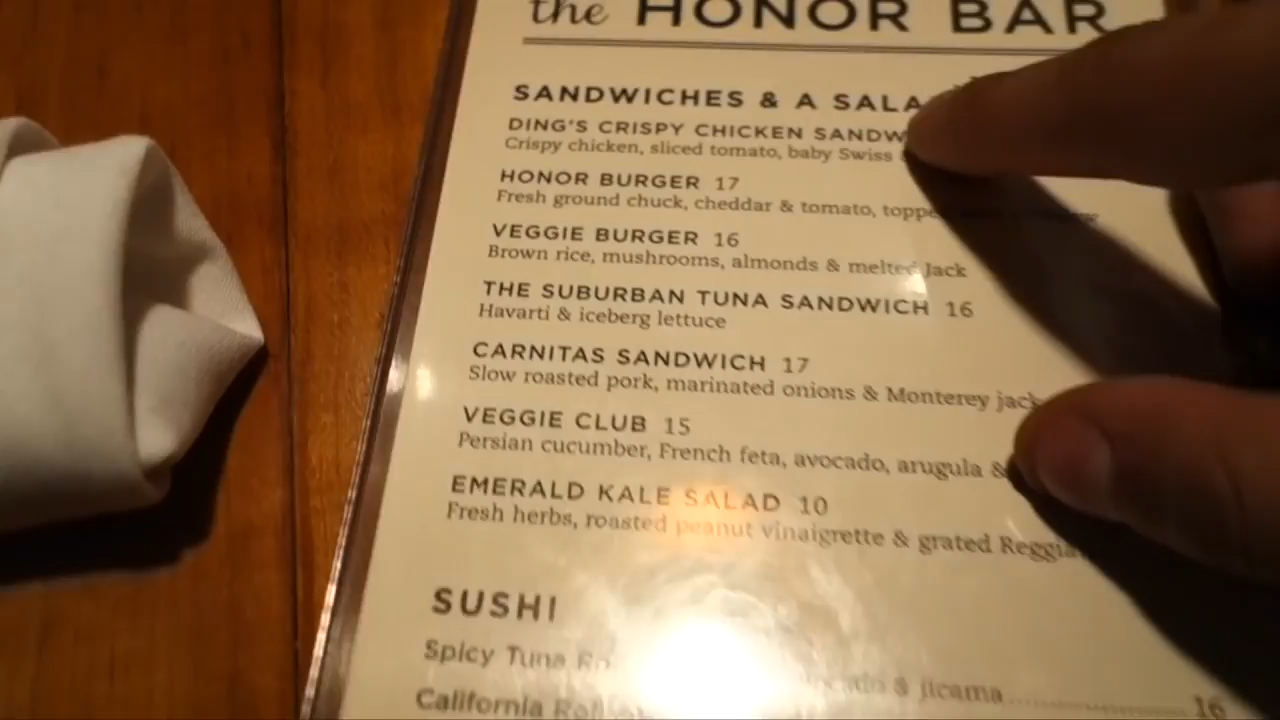 the HONOR BAR
SANDWICHES & A
DING'S CRISPY CHICKEN
Crispy chicken, sliced tomato, baby Swiss
HONOR BURGER 17
Fresh ground chuck, cheddar & tomato,
VEGGIE BURGER 16
Brown rice, mushrooms, almonds & melted Jack
THE SUBURBAN TUNA SANDWICH 16
Havarti & iceberg lettuce
CARNITAS SANDWICH 17
Slow roasted pork, marinated onions & Monterey jack
VEGGIE CLUB 15
Persian cucumber, French feta, avocado, arugula &
EMERALD KALE SALAD 10
Fresh herbs, roasted peanut vinaigrette & grated
SUSHI
Spicy Tuna
& jicama 16
California